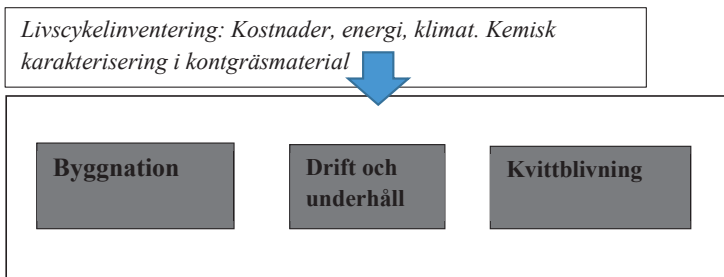 Livscykelinventering: Kostnader, energi, klimat. Kemisk
karakterisering i kontgräsmaterial
Byggnation
Drift och
underhåll
Kvittblivning